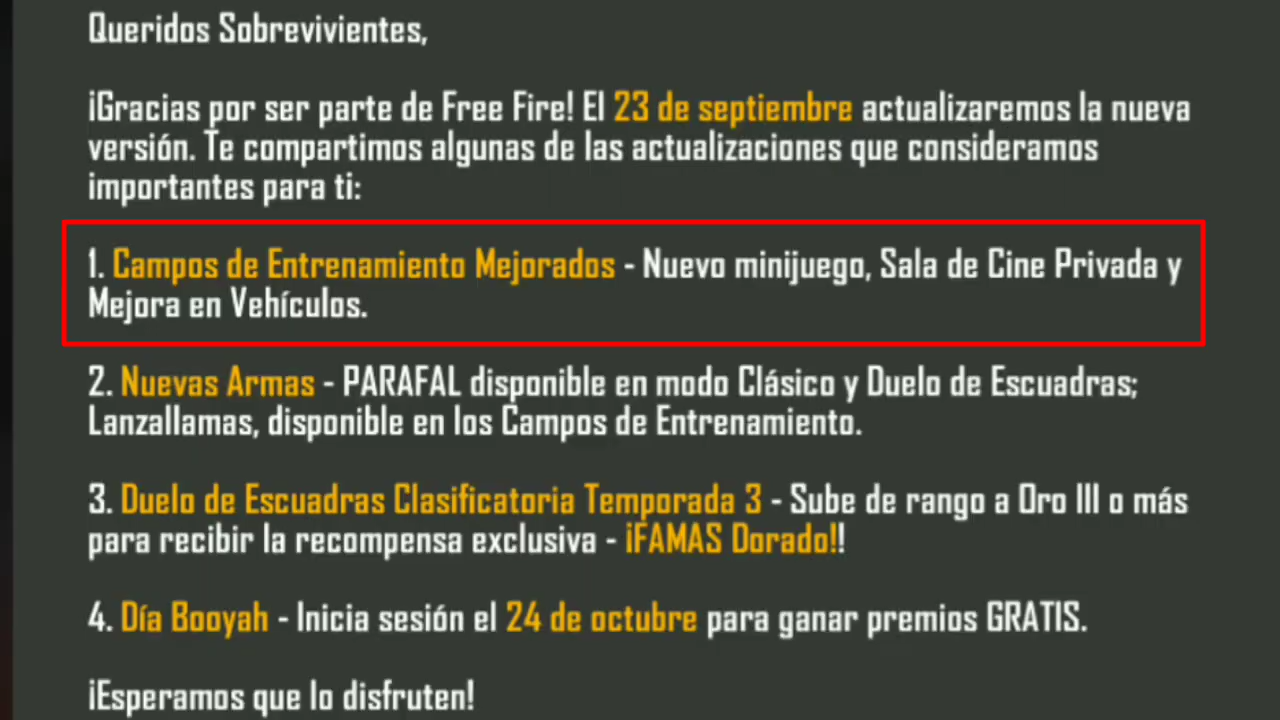 Queridos Sobrevivientes,
¡Gracias por ser parte de Free Fire! El 23 de septiembre actualizaremos la nueva
versión. Te compartimos algunas de las actualizaciones que consideramos
importantes para ti:
1. Campos de Entrenamiento Mejorados - Nuevo minijuego, Sala de Cine Privada y
Mejora en Vehículos.
2. Nuevas Armas - PARAFAL disponible en modo Clásico y Duelo de Escuadras;
Lanzallamas, disponible en los Campos de Entrenamiento.
3. Duelo de Escuadras Clasificatoria Temporada 3 - Sube de rango a Oro III o más
para recibir la recompensa exclusiva - ¡FAMAS Dorado!!
4. Día Booyah - Inicia sesión el 24 de octubre para ganar premios GRATIS.
¡Esperamos que lo disfruten!